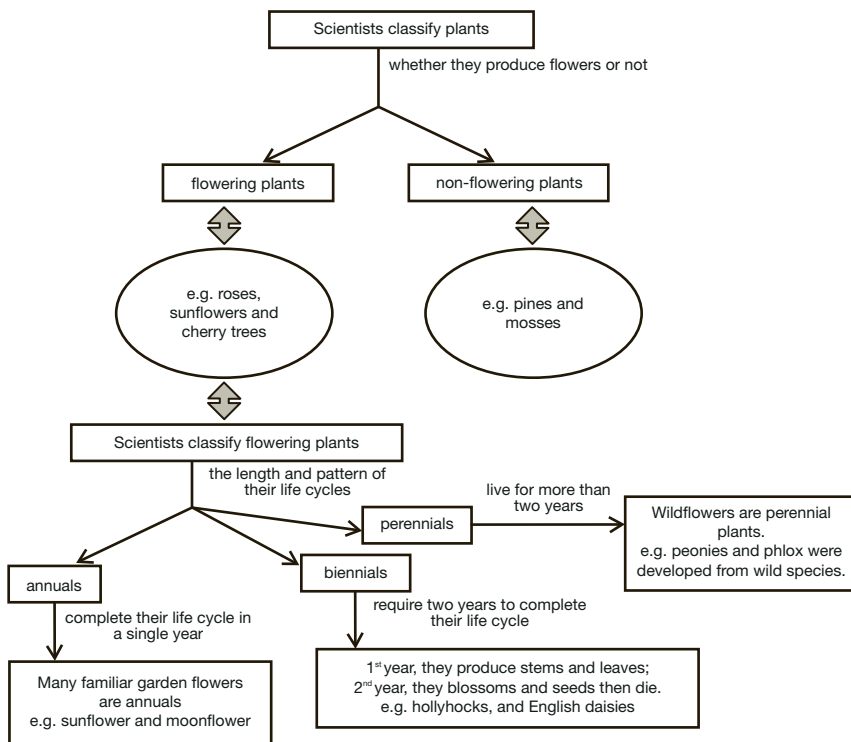 Scientists classify plants
whether they produce flowers or not
flowering plants
non-flowering plants
e.g. roses,
sunflowers and
cherry trees
e.g. pines and
mosses
Scientists classify flowering plants
the length and pattern of
their life cycles
perennials
live for more than
two years
Wildflowers are perennial
plants.
e.g. peonies and phlox were
developed from wild species.
annuals
biennials
complete their life cycle in
a single year
require two years to complete
their life cycle
Many familiar garden flowers
are annuals
e.g. sunflower and moonflower
1st year, they produce stems and leaves;
2nd year, they blossoms and seeds then die.
e.g. hollyhocks, and English daisies